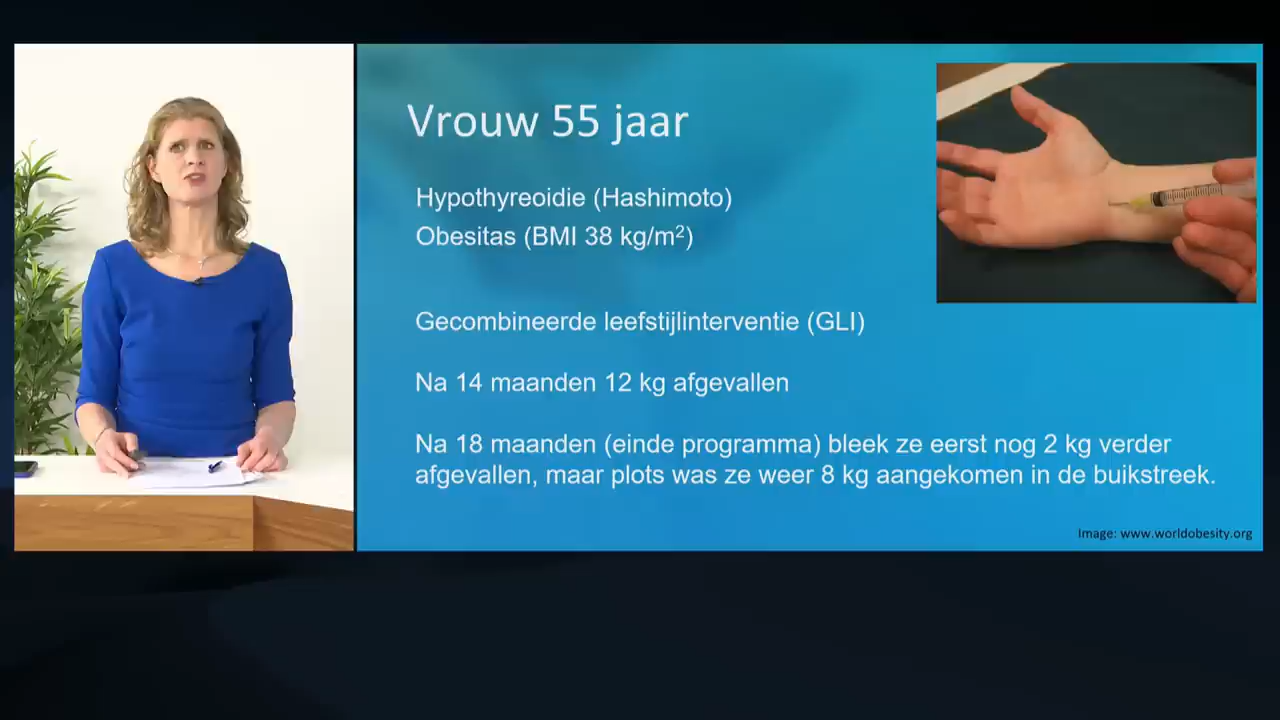 Vrouw 55 jaar
Hypothyreoidie (Hashimoto)
Obesitas (BMI 38 kg/m²)
Gecombineerde leefstijlinterventie (GLI)
Na 14 maanden 12 kg afgevallen
Na 18 maanden (einde programma) bleek ze eerst nog 2 kg verder
afgevallen, maar plots was ze weer 8 kg aangekomen in de buikstreek.
Image: www.worldobesity.org